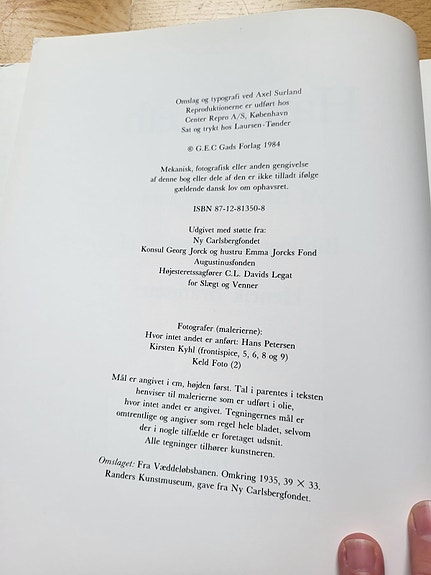 Omslag og typografi ved Axel Surland
Reproduktionerne er udført hos
Center Repro A/S, København
Sat og trykt hos Laursen-Tønder
© G.E.C Gads Forlag 1984
Mekanisk, fotografisk eller anden gengivelse
af denne bog eller dele af den er ikke tilladt ifølge
gældende dansk lov om ophavsret.
ISBN 87-12-81350-8
Udgivet med støtte fra:
Ny Carlsbergfondet
Konsul Georg Jorck og hustru Emma Jorcks Fond
Augustinusfonden
Højesteretssagfører C.L. Davids Legat
for Slægt og Venner
Fotografer (malerierne):
Hvor intet andet er anført: Hans Petersen
Kirsten Kyhl (frontispice, 5, 6, 8 og 9)
Keld Foto (2)
Mål er angivet i cm, højden først. Tal i parentes i teksten
henviser til malerierne som er udført i olie,
hvor intet andet er angivet. Tegningernes mål er
omtrentlige og angiver som regel hele bladet, selvom
der i nogle tilfælde er foretaget udsnit.
Alle tegninger tilhører kunstneren.
Omslaget: Fra Væddeløbsbanen. Omkring 1935, 39 × 33.
Randers Kunstmuseum, gave fra Ny Carlsbergfondet.